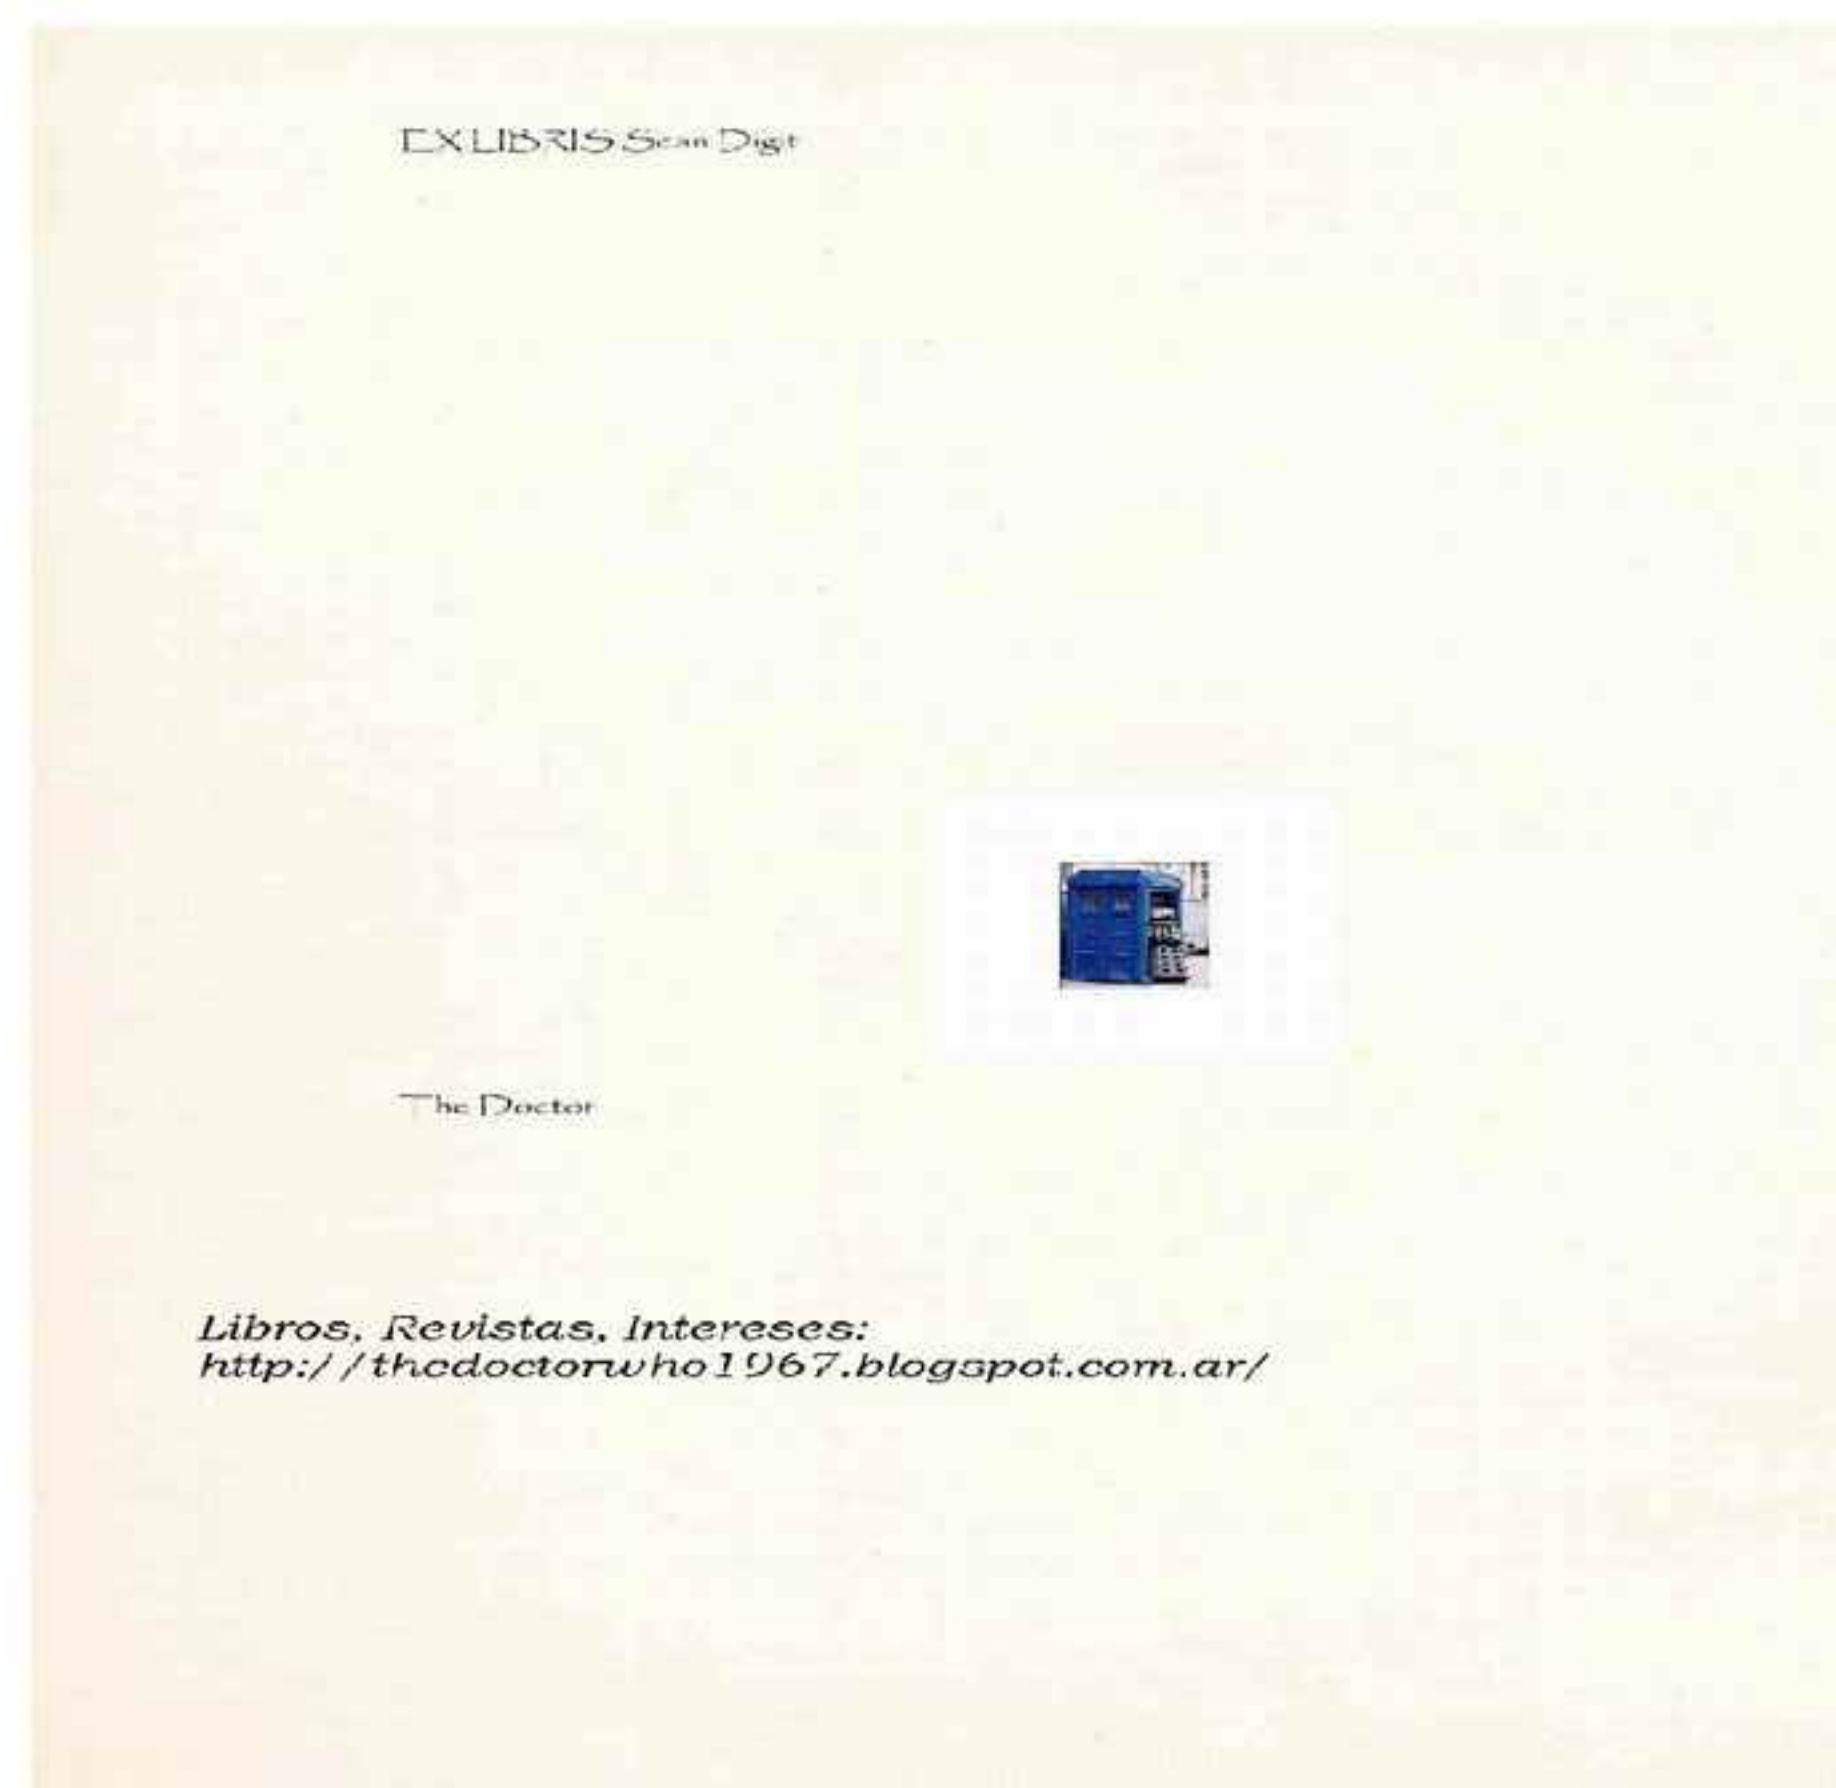 EX LIBRIS Scan Digit
The Doctor
Libros, Revistas, Intereses:
http://thedoctorwho1967.blogspot.com.ar/